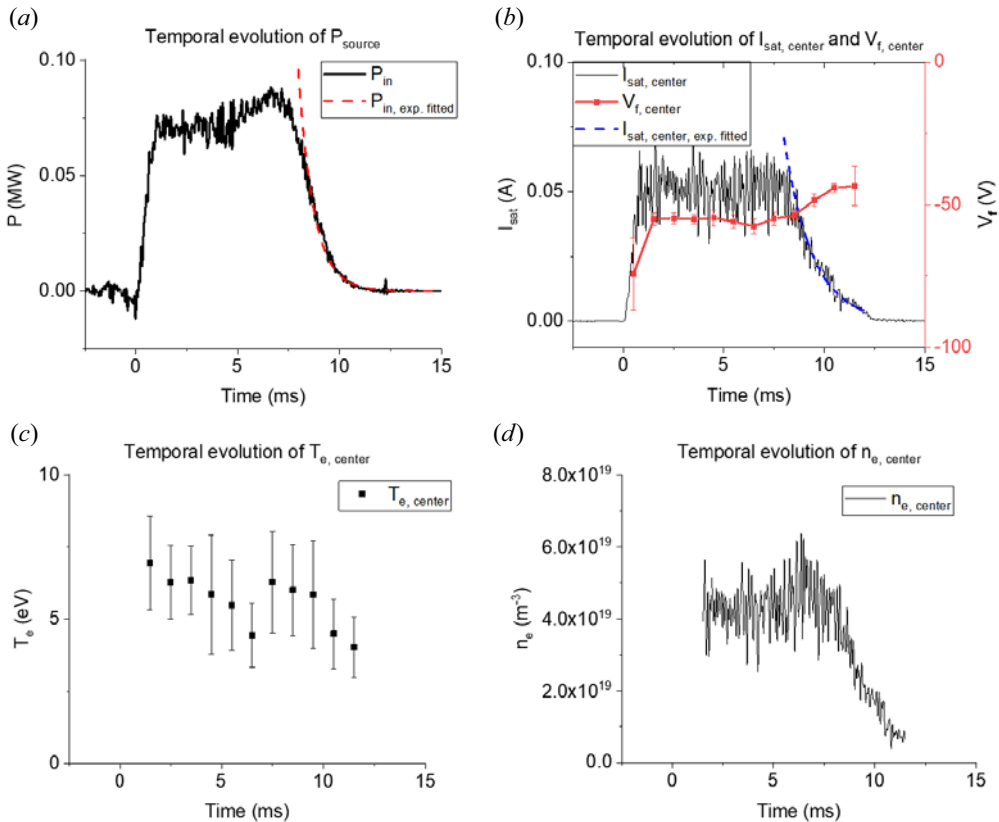 (a)
Temporal evolution of P_source
P_in
P_in, exp. fitted
0.10
0.05
0.00
P (MW)
0 5 10 15
Time (ms)
(b)
Temporal evolution of I_sat, center and V_f, center
I_sat, center
V_f, center
I_sat, center, exp. fitted
0.10
0.05
0.00
I_sat (A)
0
-50
-100
V_f (V)
0 5 10 15
Time (ms)
(c)
Temporal evolution of T_e, center
T_e, center
10
5
0
T_e (eV)
0 5 10 15
Time (ms)
(d)
Temporal evolution of n_e, center
n_e, center
8.0x10^19
6.0x10^19
4.0x10^19
2.0x10^19
0.0
n_e (m^-3)
0 5 10 15
Time (ms)